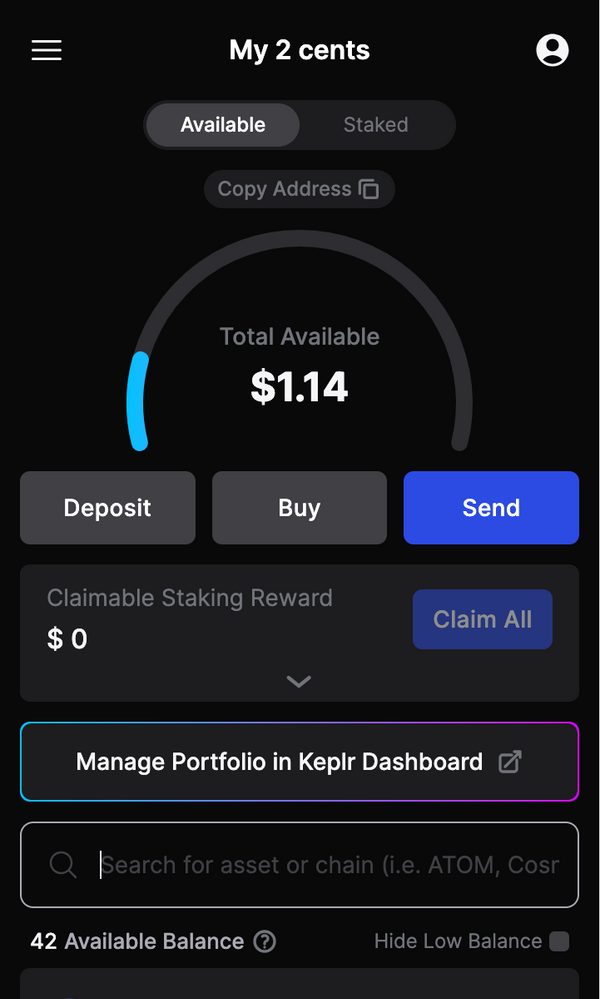 My 2 cents
Available Staked
Copy Address
Total Available
$1.14
Deposit Buy Send
Claimable Staking Reward
$ 0
Claim All
Manage Portfolio in Keplr Dashboard
Search for asset or chain (i.e. ATOM, Cosr
42 Available Balance ? Hide Low Balance